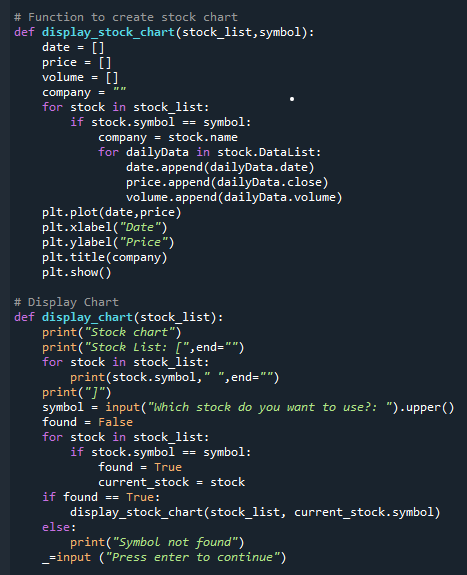 # Function to create stock chart
def display_stock_chart(stock_list,symbol):
    date = []
    price = []
    volume = []
    company = ""
    for stock in stock_list:
        if stock.symbol == symbol:
            company = stock.name
            for dailyData in stock.DataList:
                date.append(dailyData.date)
                price.append(dailyData.close)
                volume.append(dailyData.volume)
    plt.plot(date,price)
    plt.xlabel("Date")
    plt.ylabel("Price")
    plt.title(company)
    plt.show()

# Display Chart
def display_chart(stock_list):
    print("Stock chart")
    print("Stock List: [",end="")
    for stock in stock_list:
        print(stock.symbol," ",end="")
    print("]")
    symbol = input("Which stock do you want to use?: ").upper()
    found = False
    for stock in stock_list:
        if stock.symbol == symbol:
            found = True
            current_stock = stock
    if found == True:
        display_stock_chart(stock_list, current_stock.symbol)
    else:
        print("Symbol not found")
    _=input ("Press enter to continue")